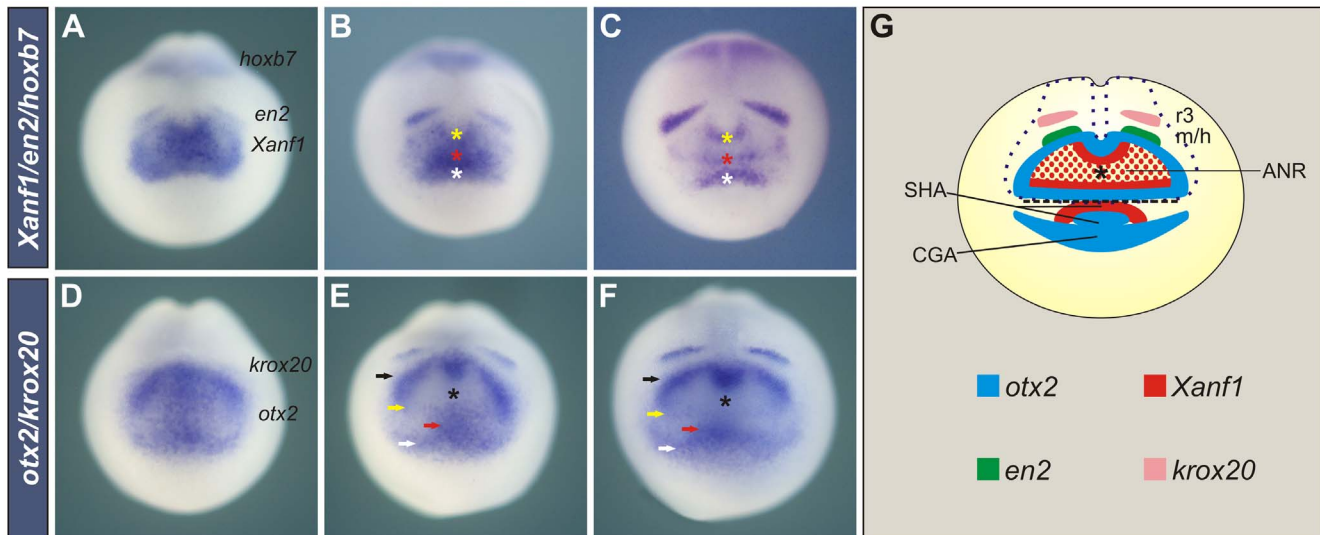 Xanf1/en2/hoxb7
A
hoxb7
en2
Xanf1
B
*
*
*
C
*
*
*
otx2/krox20
D
krox20
otx2
E
*
F
*
G
r3
m/h
*
ANR
SHA
CGA
otx2
Xanf1
en2
krox20